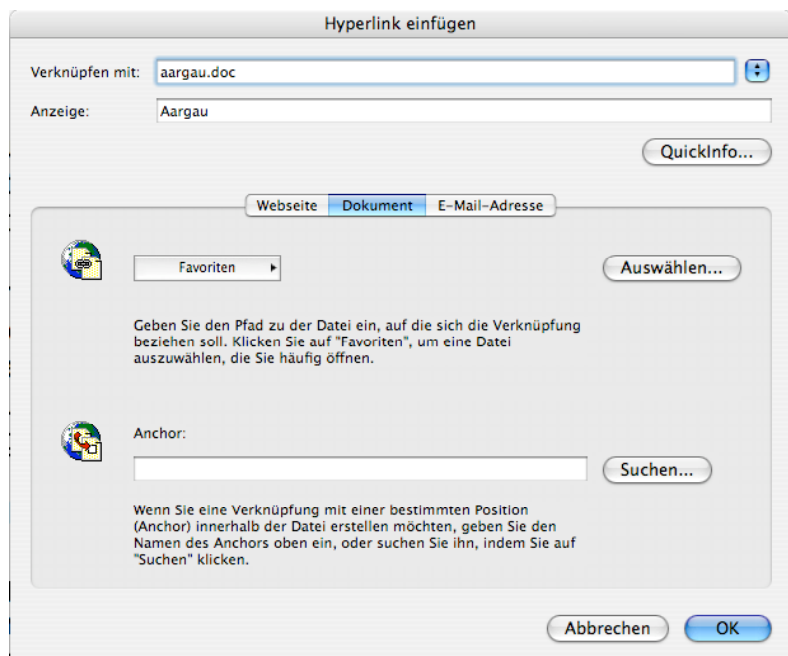 Hyperlink einfügen
Verknüpfen mit: aargau.doc
Anzeige: Aargau
QuickInfo...
Webseite Dokument E-Mail-Adresse
Favoriten Auswählen...
Geben Sie den Pfad zu der Datei ein, auf die sich die Verknüpfung
beziehen soll. Klicken Sie auf "Favoriten", um eine Datei
auszuwählen, die Sie häufig öffnen.
Anchor:
Suchen...
Wenn Sie eine Verknüpfung mit einer bestimmten Position
(Anchor) innerhalb der Datei erstellen möchten, geben Sie den
Namen des Anchors oben ein, oder suchen Sie ihn, indem Sie auf
"Suchen" klicken.
Abbrechen OK